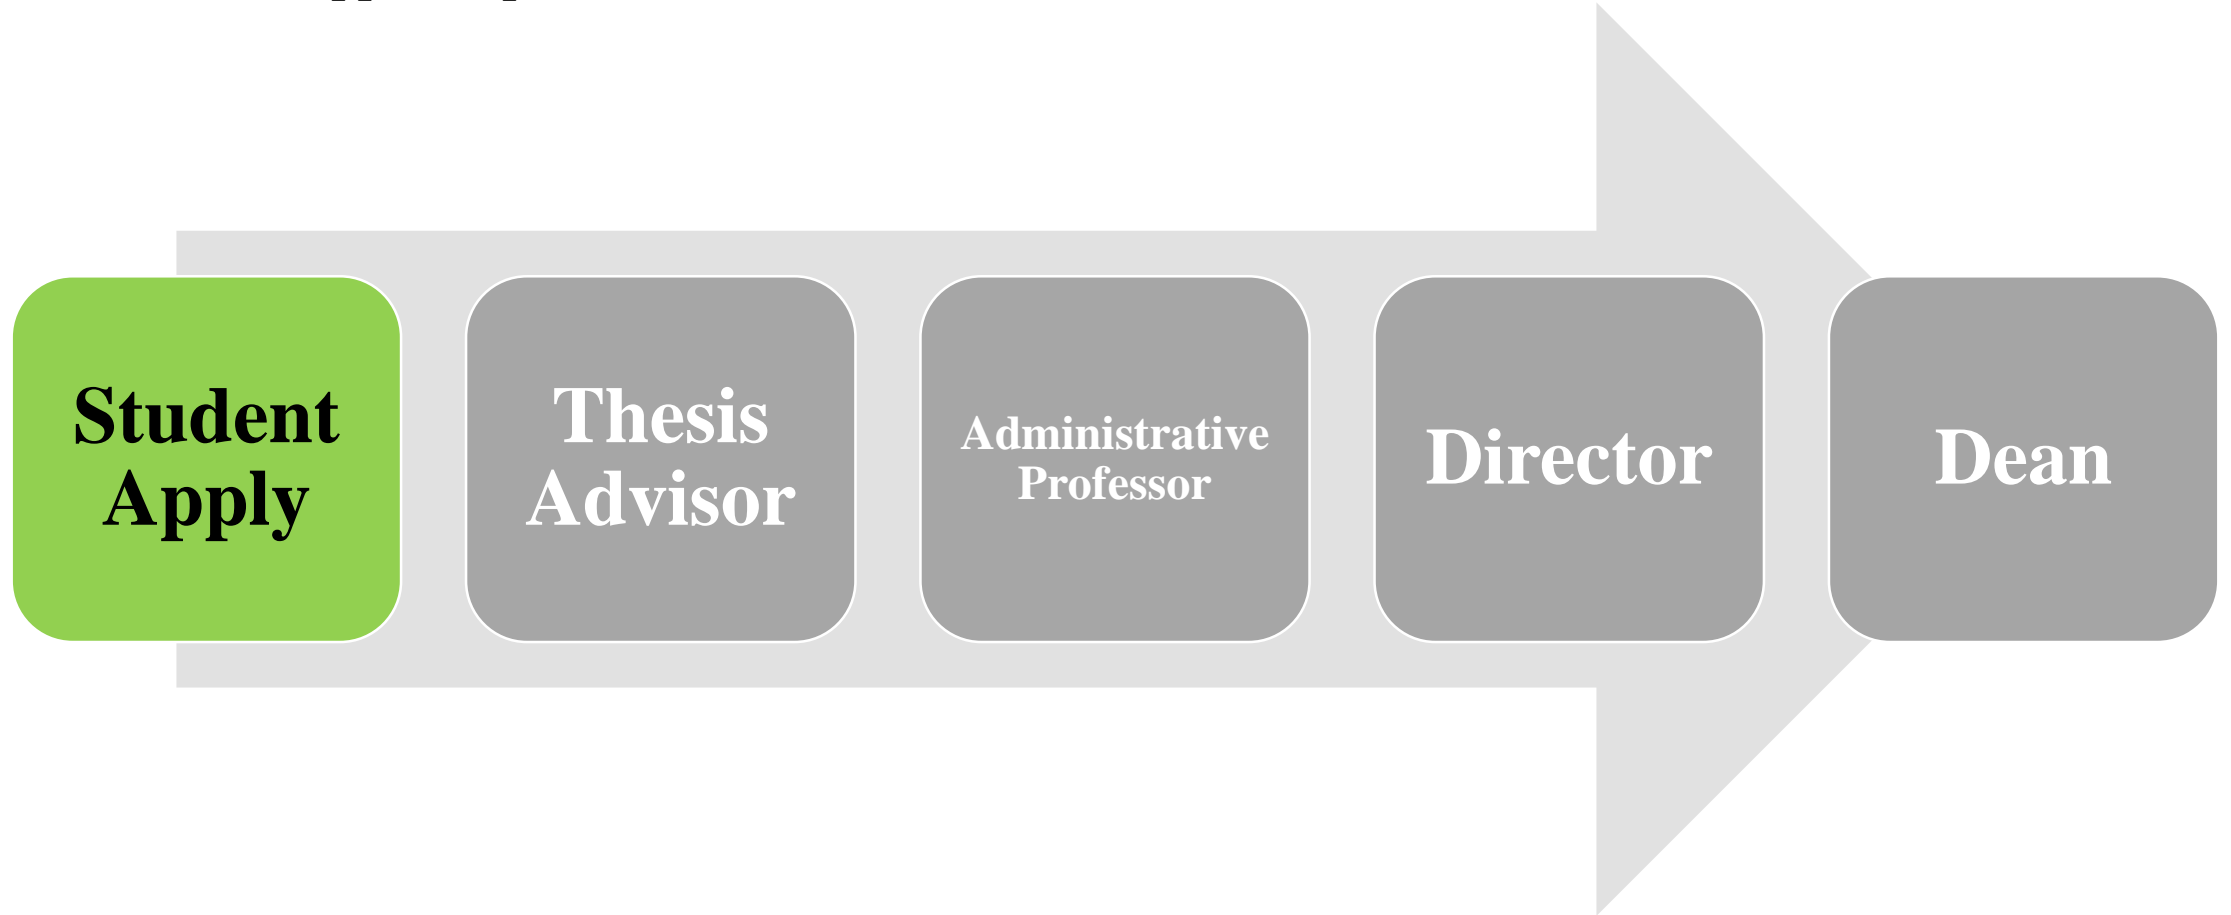 Student
Apply
Thesis
Advisor
Administrative
Professor
Director
Dean